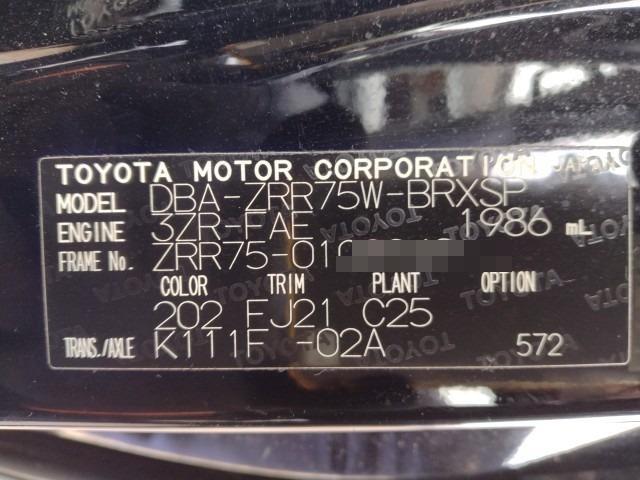 TOYOTA MOTOR CORPORATION JAPAN
MODEL DBA-ZRR75W-BRXSP
ENGINE 3ZR-FAE 1986 mL
FRAME No. ZRR75-01
COLOR TRIM PLANT OPTION
202 FJ21 C25
TRANS./AXLE K111F -02A 572